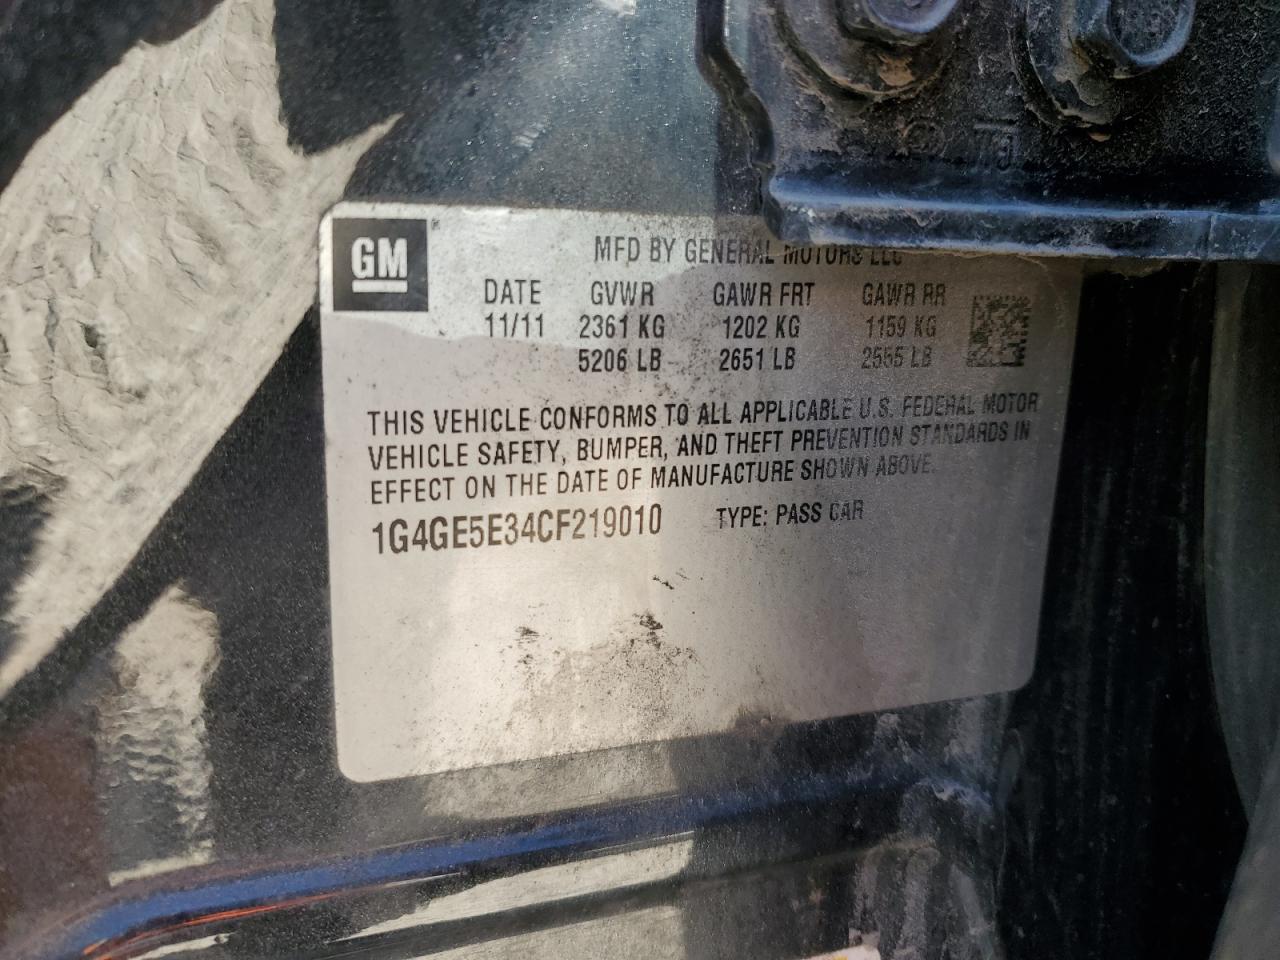 GM
MFD BY GENERAL MOTORS LLC
DATE GVWR GAWR FRT GAWR RR
11/11 2361 KG 1202 KG 1159 KG
5206 LB 2651 LB 2555 LB
THIS VEHICLE CONFORMS TO ALL APPLICABLE U.S. FEDERAL MOTOR
VEHICLE SAFETY, BUMPER, AND THEFT PREVENTION STANDARDS IN
EFFECT ON THE DATE OF MANUFACTURE SHOWN ABOVE.
1G4GE5E34CF219010 TYPE: PASS CAR